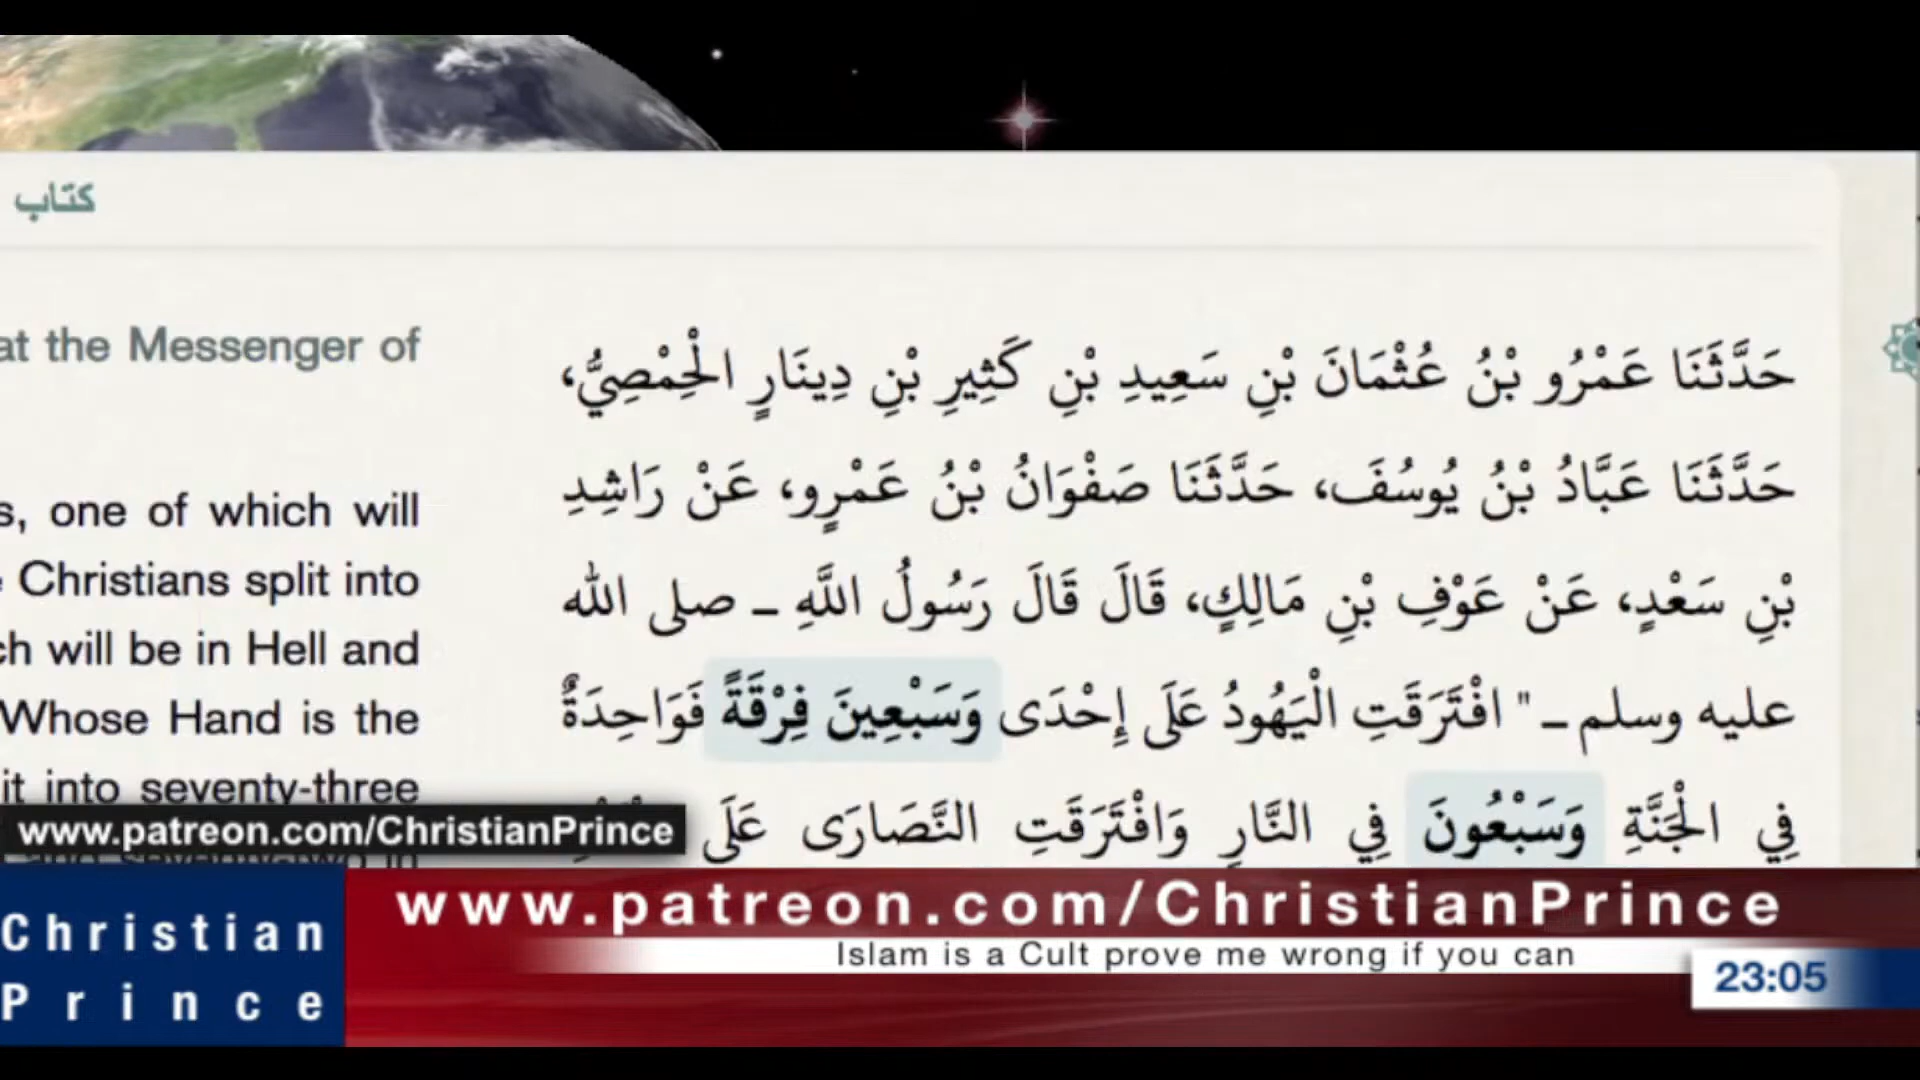 كتاب
at the Messenger of
s, one of which will
Christians split into
ch will be in Hell and
Whose Hand is the
it into seventy-three
and seventy-two in
حَدَّثَنَا عَمْرُو بْنُ عُثْمَانَ بْنِ سَعِيدِ بْنِ كَثِيرِ بْنِ دِينَارٍ الْحِمْصِيُّ،
حَدَّثَنَا عَبَّادُ بْنُ يُوسُفَ، حَدَّثَنَا صَفْوَانُ بْنُ عَمْرٍو، عَنْ رَاشِدِ
بْنِ سَعْدٍ، عَنْ عَوْفِ بْنِ مَالِكٍ، قَالَ قَالَ رَسُولُ اللَّهِ ـ صلى الله
عليه وسلم ـ " افْتَرَقَتِ الْيَهُودُ عَلَى إِحْدَى وَسَبْعِينَ فِرْقَةً فَوَاحِدَةٌ
فِي الْجَنَّةِ وَسَبْعُونَ فِي النَّارِ وَافْتَرَقَتِ النَّصَارَى عَلَى
www.patreon.com/ChristianPrince
www.patreon.com/ChristianPrince
Islam is a Cult prove me wrong if you can
Christian
Prince
23:05